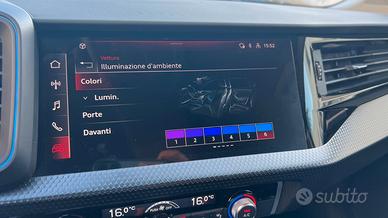 Vettura
15:52
Illuminazione d'ambiente
Colori
Lumin.
Porte
Davanti
1 2 3 4 5 6
16.0
16.0
subito